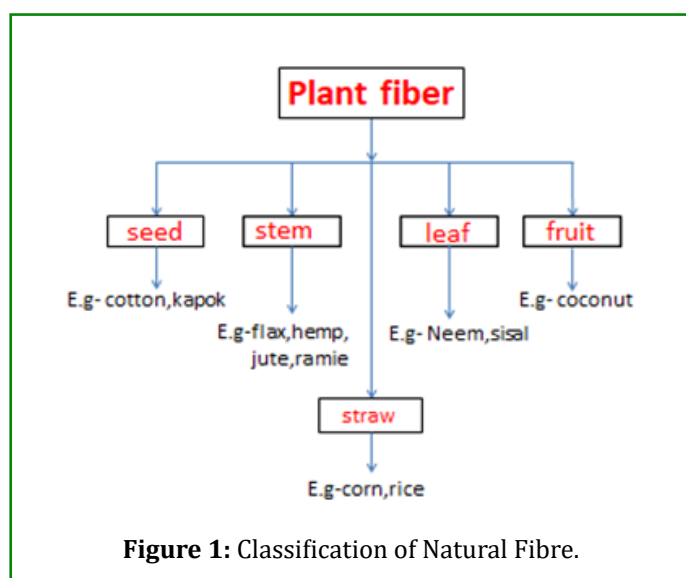 Plant fiber
seed
stem
leaf
fruit
E.g- cotton,kapok
E.g-flax,hemp,
jute,ramie
E.g- Neem,sisal
E.g- coconut
straw
E.g-corn,rice
Figure 1: Classification of Natural Fibre.